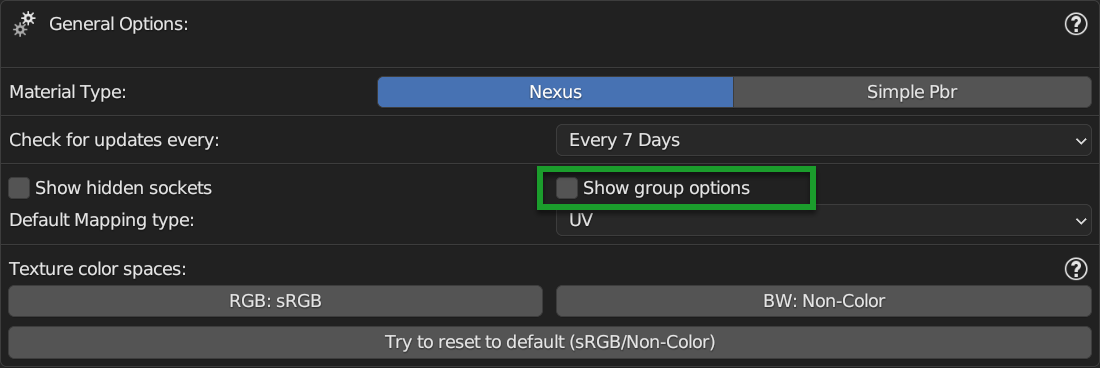 General Options:
?
Material Type: Nexus Simple Pbr
Check for updates every: Every 7 Days
Show hidden sockets Show group options
Default Mapping type: UV
Texture color spaces: ?
RGB: sRGB BW: Non-Color
Try to reset to default (sRGB/Non-Color)